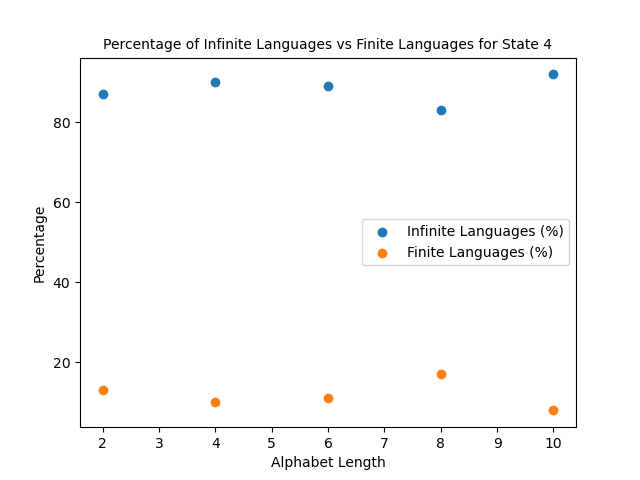 Percentage of Infinite Languages vs Finite Languages for State 4
80
60
40
20
Percentage
Infinite Languages (%)
Finite Languages (%)
2 3 4 5 6 7 8 9 10
Alphabet Length